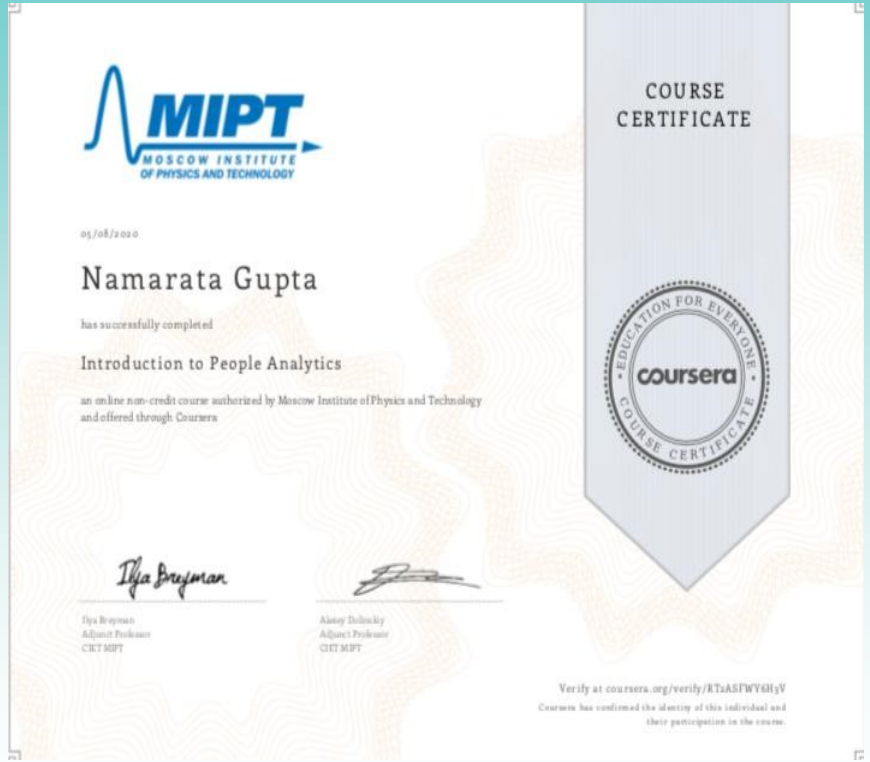 MIPT
MOSCOW INSTITUTE
OF PHYSICS AND TECHNOLOGY
05/08/2020
Namarata Gupta
has successfully completed
Introduction to People Analytics
an online non-credit course authorized by Moscow Institute of Physics and Technology
and offered through Coursera
Ilya Breyman
Ilya Breyman
Adjunct Professor
CIET MIPT
Adjunct Professor
CIET MIPT
COURSE
CERTIFICATE
EDUCATION FOR EVERYONE
coursera
COURSE CERTIFICATE
Verify at coursera.org/verify/
Coursera has confirmed the identity of this individual and
their participation in the course.